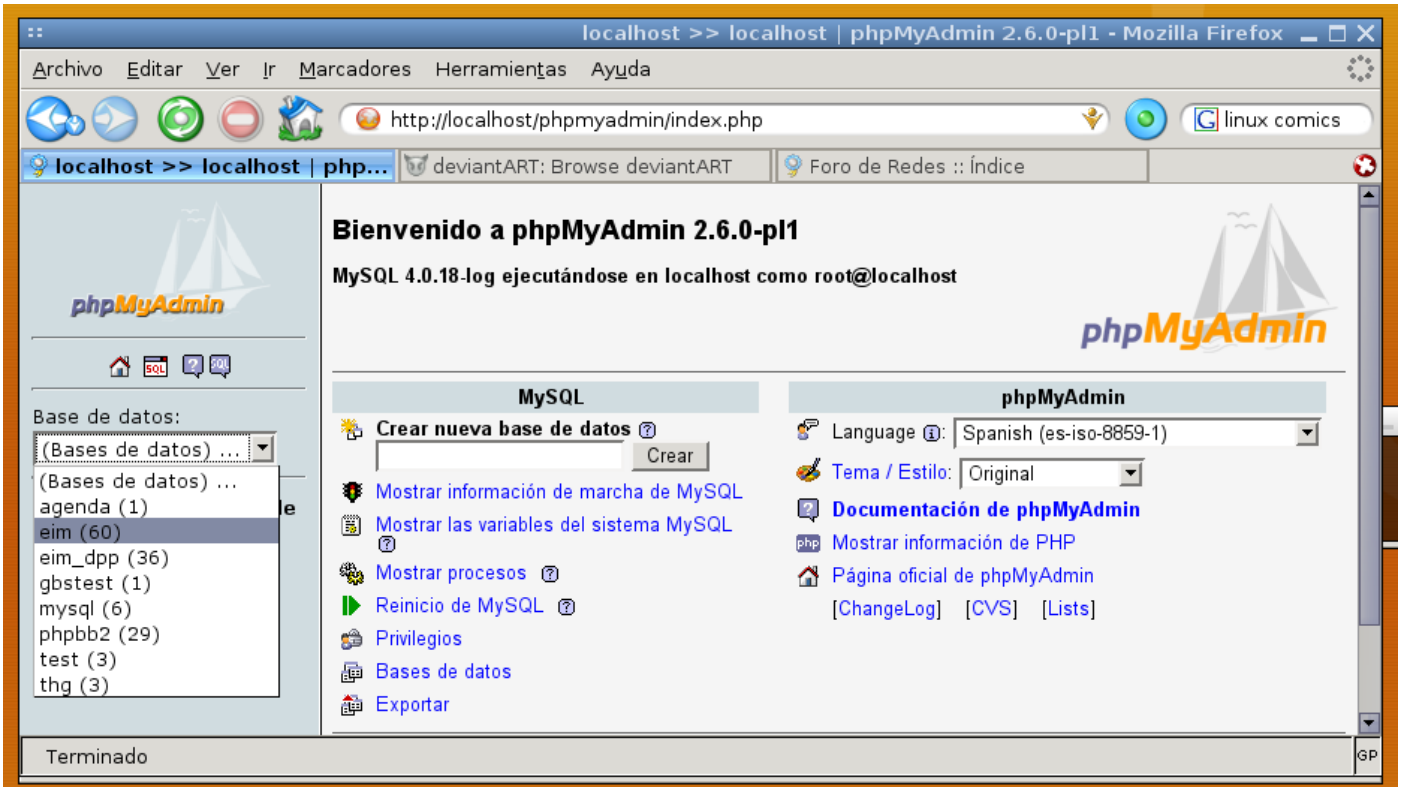 localhost >> localhost | phpMyAdmin 2.6.0-pl1 - Mozilla Firefox
Archivo Editar Ver Ir Marcadores Herramientas Ayuda
http://localhost/phpmyadmin/index.php
G linux comics
localhost >> localhost | php...
deviantART: Browse deviantART
Foro de Redes :: Índice
phpMyAdmin
SQL ? SQL
Base de datos:
(Bases de datos) ...
(Bases de datos) ...
agenda (1)
eim (60)
eim_dpp (36)
gbstest (1)
mysql (6)
phpbb2 (29)
test (3)
thg (3)
le
Bienvenido a phpMyAdmin 2.6.0-pl1
MySQL 4.0.18-log ejecutándose en localhost como root@localhost
phpMyAdmin
MySQL
Crear nueva base de datos ?
Crear
Mostrar información de marcha de MySQL
Mostrar las variables del sistema MySQL
?
Mostrar procesos ?
Reinicio de MySQL ?
Privilegios
Bases de datos
Exportar
phpMyAdmin
Language i: Spanish (es-iso-8859-1)
Tema / Estilo: Original
? Documentación de phpMyAdmin
php Mostrar información de PHP
Página oficial de phpMyAdmin
[ChangeLog] [CVS] [Lists]
Terminado
GP